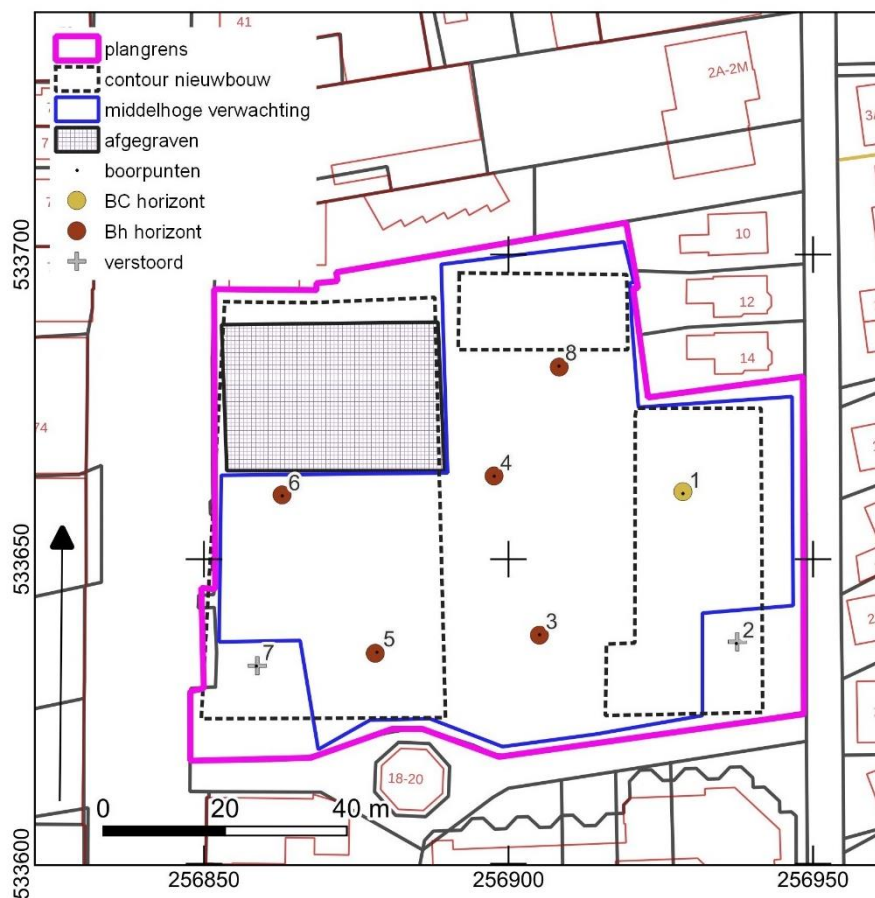 41
plangrens
contour nieuwbouw
middelhoge verwachting
afgegraven
boorpunten
BC horizont
Bh horizont
verstoord
2A-2M
10
12
14
74
8
4
6
1
3
5
2
7
18-20
0 20 40 m
533700
533650
533600
256850 256900 256950